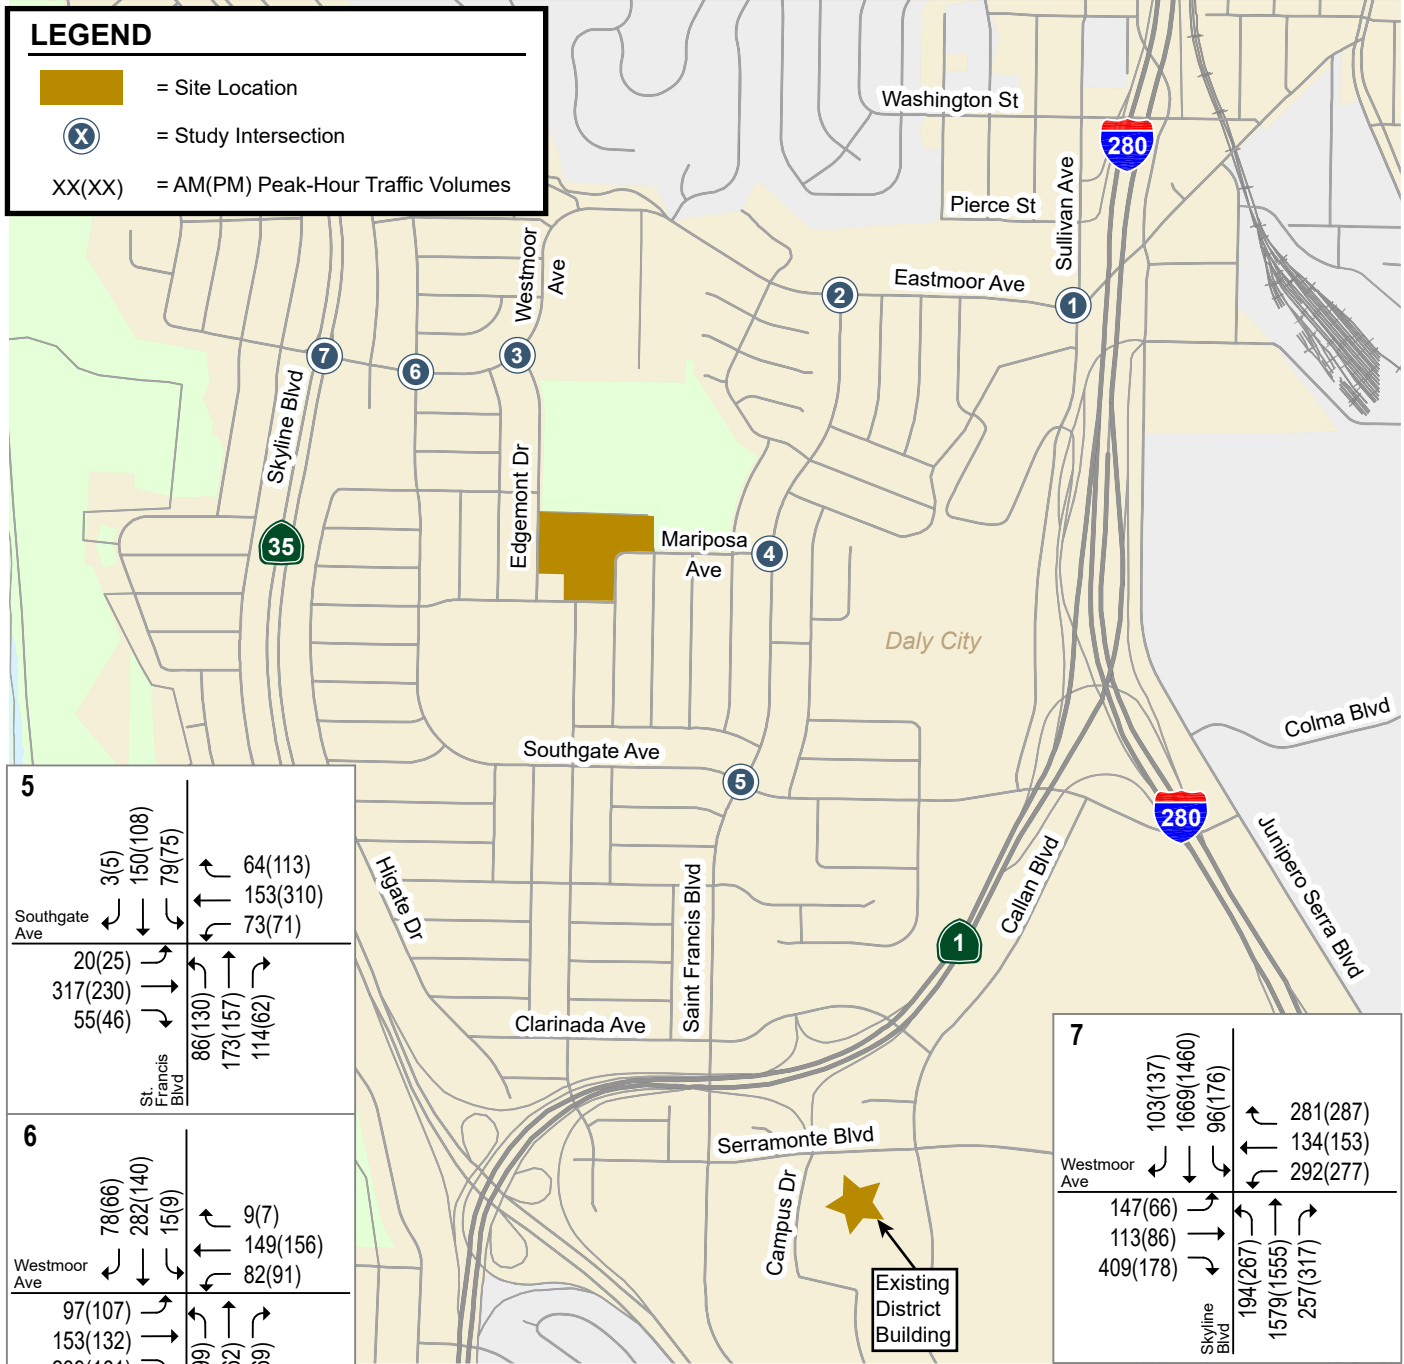 LEGEND
= Site Location
X
= Study Intersection
XX(XX)
= AM(PM) Peak-Hour Traffic Volumes
Washington St
280
Pierce St
Sullivan Ave
Westmoor
Ave
Eastmoor Ave
1
2
3
6
7
Skyline Blvd
35
Edgemont Dr
Mariposa
Ave
4
Daly City
Colma Blvd
Southgate Ave
5
280
Junipero Serra Blvd
Callan Blvd
1
Higate Dr
Saint Francis Blvd
Clarinada Ave
Serramonte Blvd
Campus Dr
Existing
District
Building
5
3(5)
150(108)
79(75)
64(113)
153(310)
73(71)
Southgate
Ave
20(25)
317(230)
55(46)
86(130)
173(157)
114(62)
St.
Francis
Blvd
6
78(66)
282(140)
15(9)
9(7)
149(156)
82(91)
Westmoor
Ave
97(107)
153(132)
7
103(137)
1669(1460)
96(176)
281(287)
134(153)
292(277)
Westmoor
Ave
147(66)
113(86)
409(178)
194(267)
1579(1555)
257(317)
Skyline
Blvd